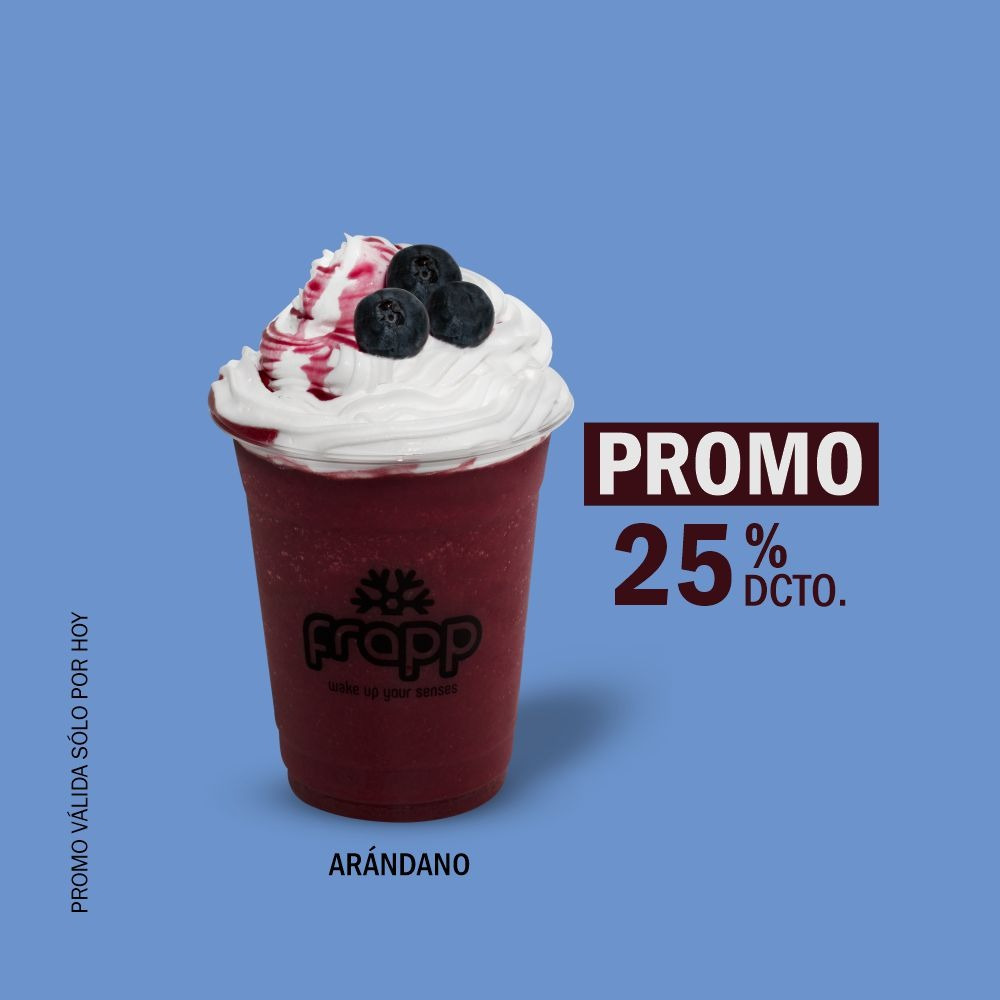 PROMO
25%
DCTO.
frapp
wake up your senses
ARÁNDANO
PROMO VÁLIDA SÓLO POR HOY